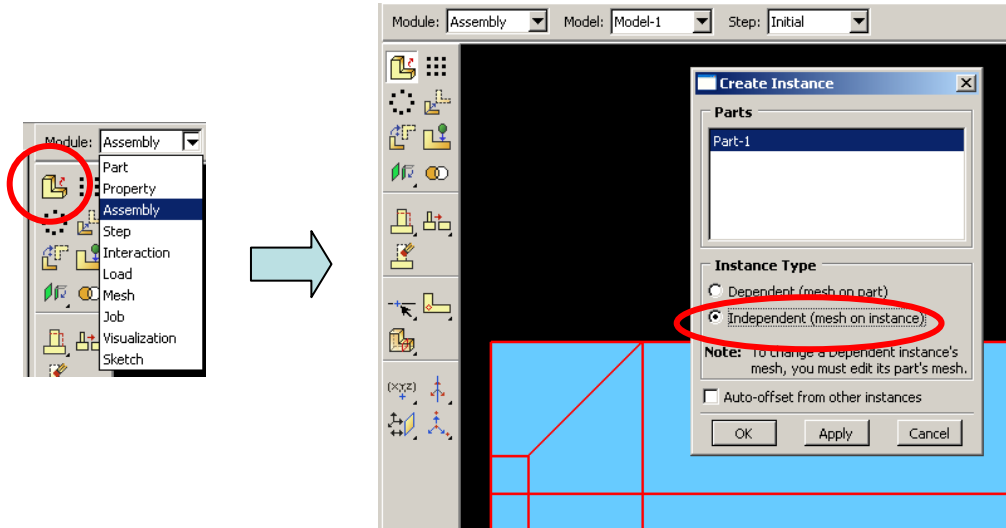 Module: Assembly
Part
Property
Assembly
Step
Interaction
Load
Mesh
Job
Visualization
Sketch
Module: Assembly Model: Model-1 Step: Initial
(XYZ)
Create Instance
Parts
Part-1
Instance Type
Dependent (mesh on part)
Independent (mesh on instance)
Note: To change a Dependent instance's
mesh, you must edit its part's mesh.
Auto-offset from other instances
OK Apply Cancel